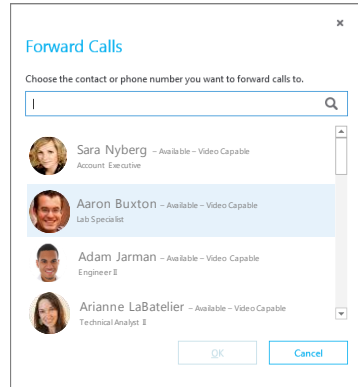 Forward Calls
Choose the contact or phone number you want to forward calls to.
Sara Nyberg – Available – Video Capable
Account Executive
Aaron Buxton – Available – Video Capable
Lab Specialist
Adam Jarman – Available – Video Capable
Engineer II
Arianne LaBatelier – Available – Video Capable
Technical Analyst II
OK Cancel